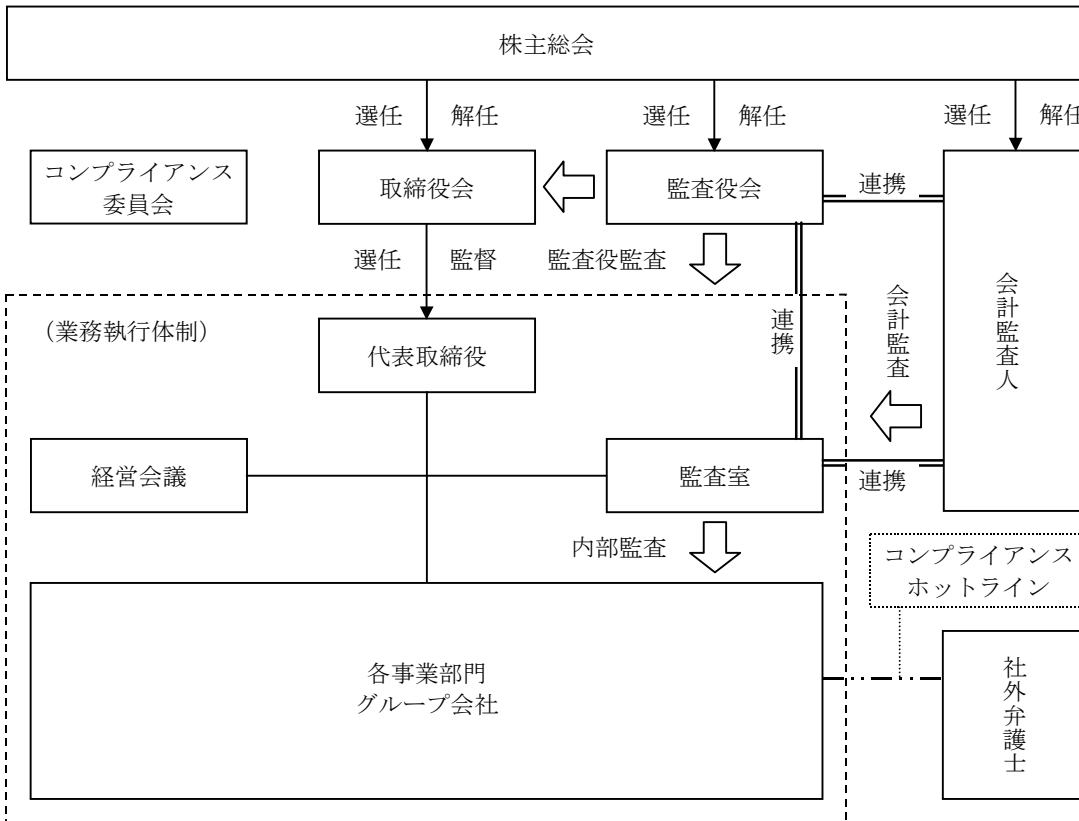 株主総会
選任 解任
選任 解任
選任 解任
コンプライアンス
委員会
取締役会
監査役会
連携
選任 監督
監査役監査
(業務執行体制)
代表取締役
連携
会計監査
会計監査人
経営会議
監査室
連携
内部監査
コンプライアンス
ホットライン
各事業部門
グループ会社
社外弁護士